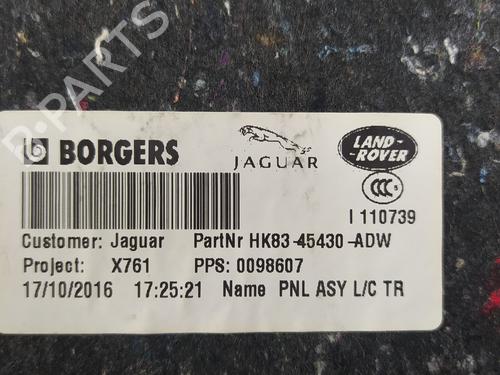 B-PARTS
BORGERS
JAGUAR
LAND-
ROVER
CCC S
I 110739
Customer: Jaguar PartNr HK83-45430-ADW
Project: X761 PPS: 0098607
17/10/2016 17:25:21 Name PNL ASY L/C TR